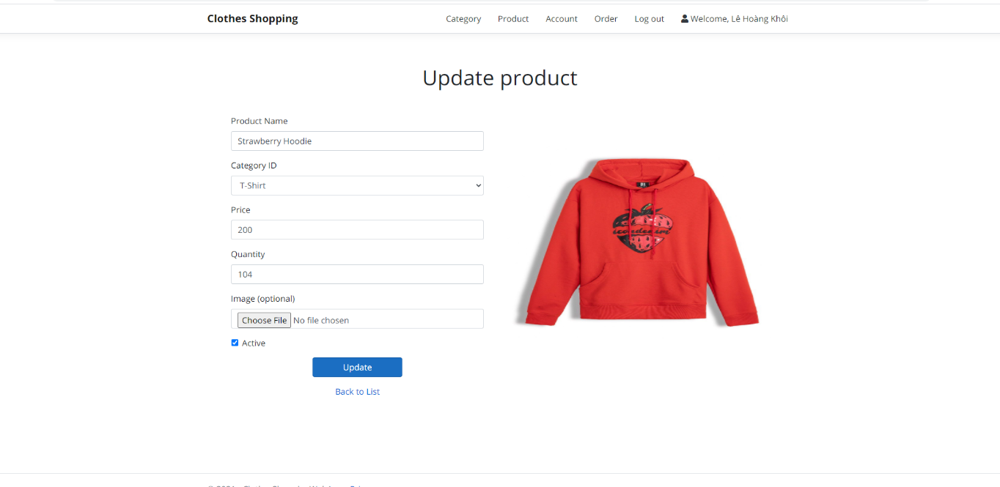 Clothes Shopping
Category Product Account Order Log out Welcome, Lê Hoàng Khôi
Update product
Product Name
Strawberry Hoodie
Category ID
T-Shirt
Price
200
Quantity
104
Image (optional)
Choose File No file chosen
Active
Update
Back to List